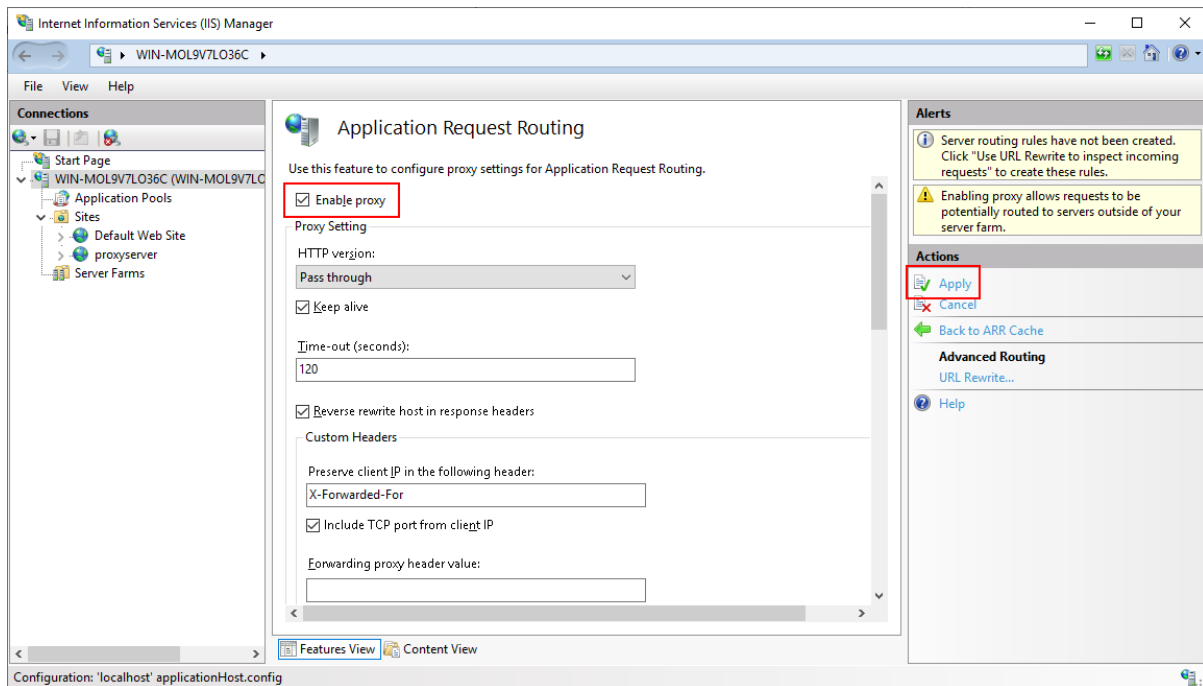 Internet Information Services (IIS) Manager
WIN-MOL9V7LO36C
File View Help
Connections
Start Page
WIN-MOL9V7LO36C (WIN-MOL9V7LC
Application Pools
Sites
Default Web Site
proxyserver
Server Farms
Application Request Routing
Use this feature to configure proxy settings for Application Request Routing.
Enable proxy
Proxy Setting
HTTP version:
Pass through
Keep alive
Time-out (seconds):
120
Reverse rewrite host in response headers
Custom Headers
Preserve client IP in the following header:
X-Forwarded-For
Include TCP port from client IP
Forwarding proxy header value:
Features View
Content View
Alerts
Server routing rules have not been created.
Click "Use URL Rewrite to inspect incoming
requests" to create these rules.
Enabling proxy allows requests to be
potentially routed to servers outside of your
server farm.
Actions
Apply
Cancel
Back to ARR Cache
Advanced Routing
URL Rewrite...
Help
Configuration: 'localhost' applicationHost.config